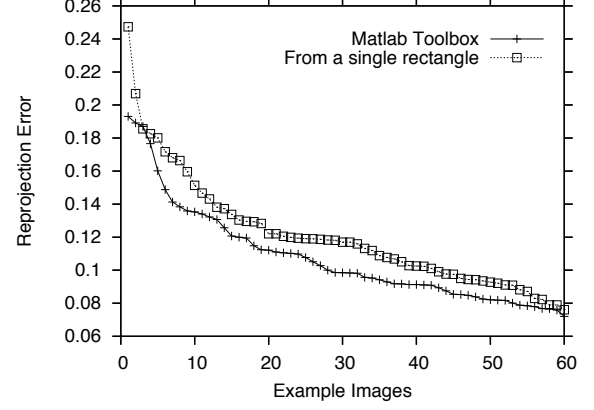 0.26
0.24
0.22
0.2
0.18
0.16
0.14
0.12
0.1
0.08
0.06
Reprojection Error
Matlab Toolbox
From a single rectangle
0 10 20 30 40 50 60
Example Images